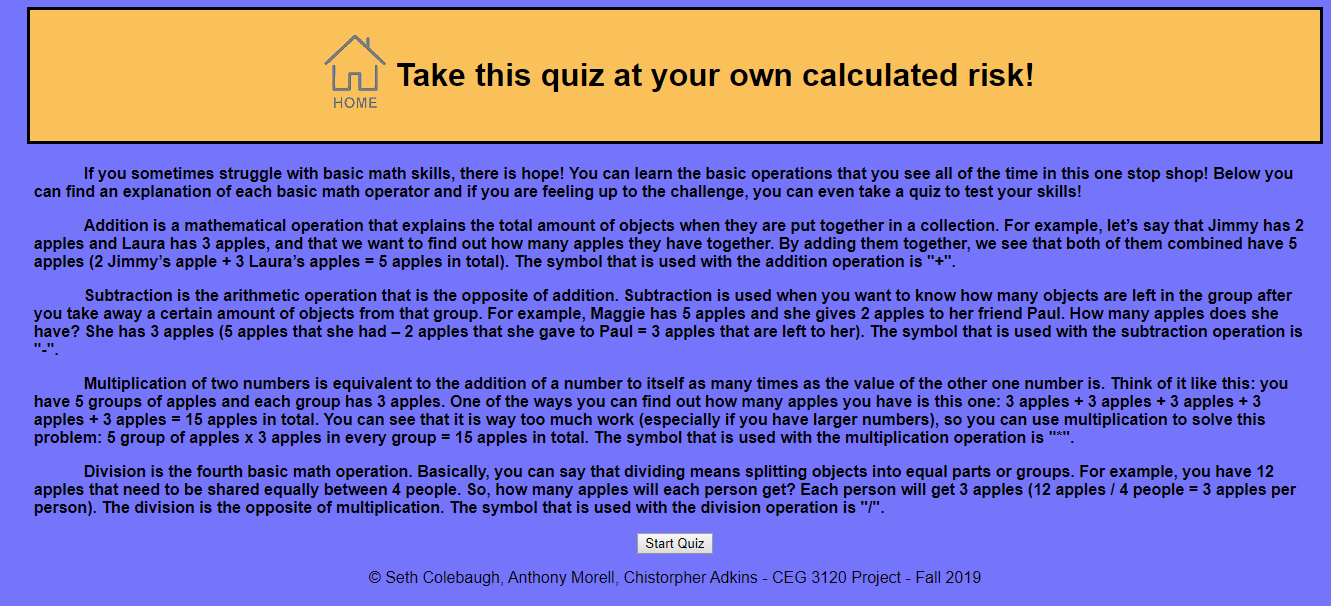 HOME
Take this quiz at your own calculated risk!
If you sometimes struggle with basic math skills, there is hope! You can learn the basic operations that you see all of the time in this one stop shop! Below you
can find an explanation of each basic math operator and if you are feeling up to the challenge, you can even take a quiz to test your skills!
Addition is a mathematical operation that explains the total amount of objects when they are put together in a collection. For example, let’s say that Jimmy has 2
apples and Laura has 3 apples, and that we want to find out how many apples they have together. By adding them together, we see that both of them combined have 5
apples (2 Jimmy’s apple + 3 Laura’s apples = 5 apples in total). The symbol that is used with the addition operation is "+".
Subtraction is the arithmetic operation that is the opposite of addition. Subtraction is used when you want to know how many objects are left in the group after
you take away a certain amount of objects from that group. For example, Maggie has 5 apples and she gives 2 apples to her friend Paul. How many apples does she
have? She has 3 apples (5 apples that she had – 2 apples that she gave to Paul = 3 apples that are left to her). The symbol that is used with the subtraction operation is
"-".
Multiplication of two numbers is equivalent to the addition of a number to itself as many times as the value of the other one number is. Think of it like this: you
have 5 groups of apples and each group has 3 apples. One of the ways you can find out how many apples you have is this one: 3 apples + 3 apples + 3 apples + 3
apples + 3 apples = 15 apples in total. You can see that it is way too much work (especially if you have larger numbers), so you can use multiplication to solve this
problem: 5 group of apples x 3 apples in every group = 15 apples in total. The symbol that is used with the multiplication operation is "*".
Division is the fourth basic math operation. Basically, you can say that dividing means splitting objects into equal parts or groups. For example, you have 12
apples that need to be shared equally between 4 people. So, how many apples will each person get? Each person will get 3 apples (12 apples / 4 people = 3 apples per
person). The division is the opposite of multiplication. The symbol that is used with the division operation is "/".
Start Quiz
© Seth Colebaugh, Anthony Morell, Chistorpher Adkins - CEG 3120 Project - Fall 2019